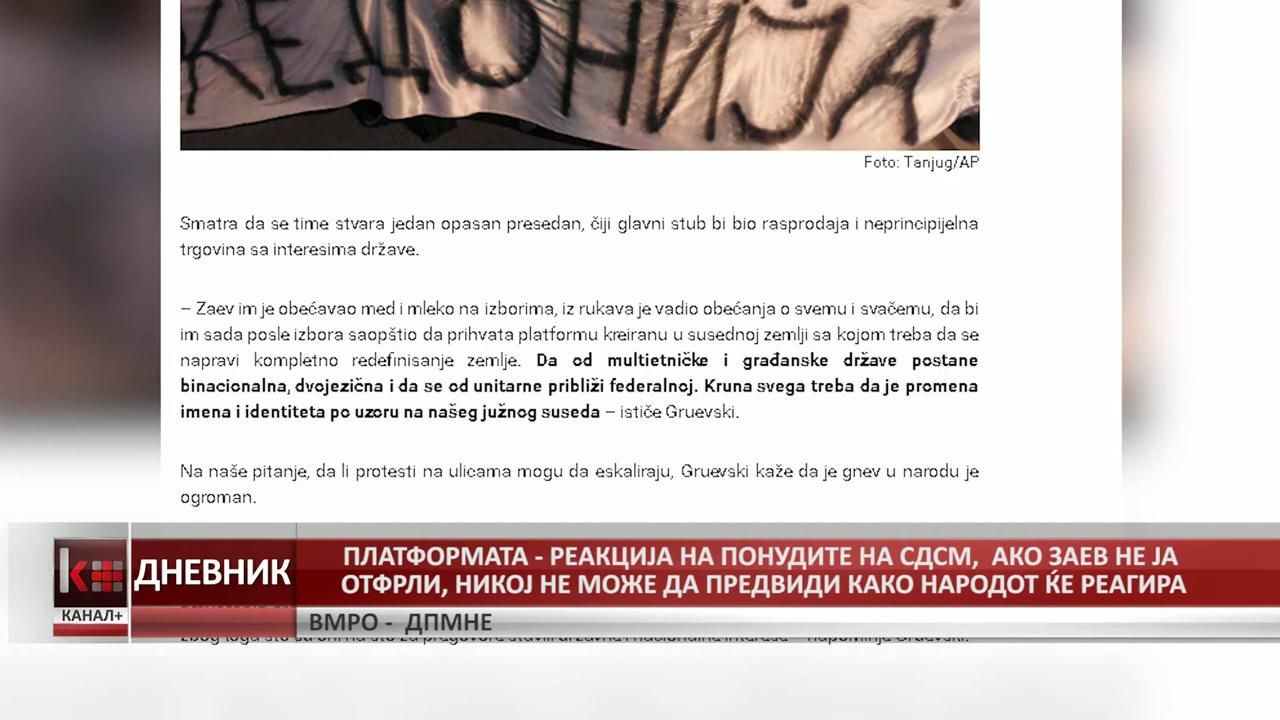 КЕДОНИЈА
Foto: Tanjug/AP
Smatra da se time stvara jedan opasan presedan, čiji glavni stub bi bio rasprodaja i neprincipijelna
trgovina sa interesima države.
– Zaev im je obećavao med i mleko na izborima, iz rukava je vadio obećanja o svemu i svačemu, da bi
im sada posle izbora saopštio da prihvata platformu kreiranu u susednoj zemlji sa kojom treba da se
napravi kompletno redefinisanje zemlje. Da od multietničke i građanske države postane
binacionalna, dvojezična i da se od unitarne približi federalnoj. Kruna svega treba da je promena
imena i identiteta po uzoru na našeg južnog suseda – ističe Gruevski.
Na naše pitanje, da li protesti na ulicama mogu da eskaliraju, Gruevski kaže da je gnev u narodu je
ogroman.
ПЛАТФОРМАТА - РЕАКЦИЈА НА ПОНУДИТЕ НА СДСМ, АКО ЗАЕВ НЕ ЈА
ОТФРЛИ, НИКОЈ НЕ МОЖЕ ДА ПРЕДВИДИ КАКО НАРОДОТ ЌЕ РЕАГИРА
K
ДНЕВНИК
КАНАЛ+
ВМРО - ДПМНЕ